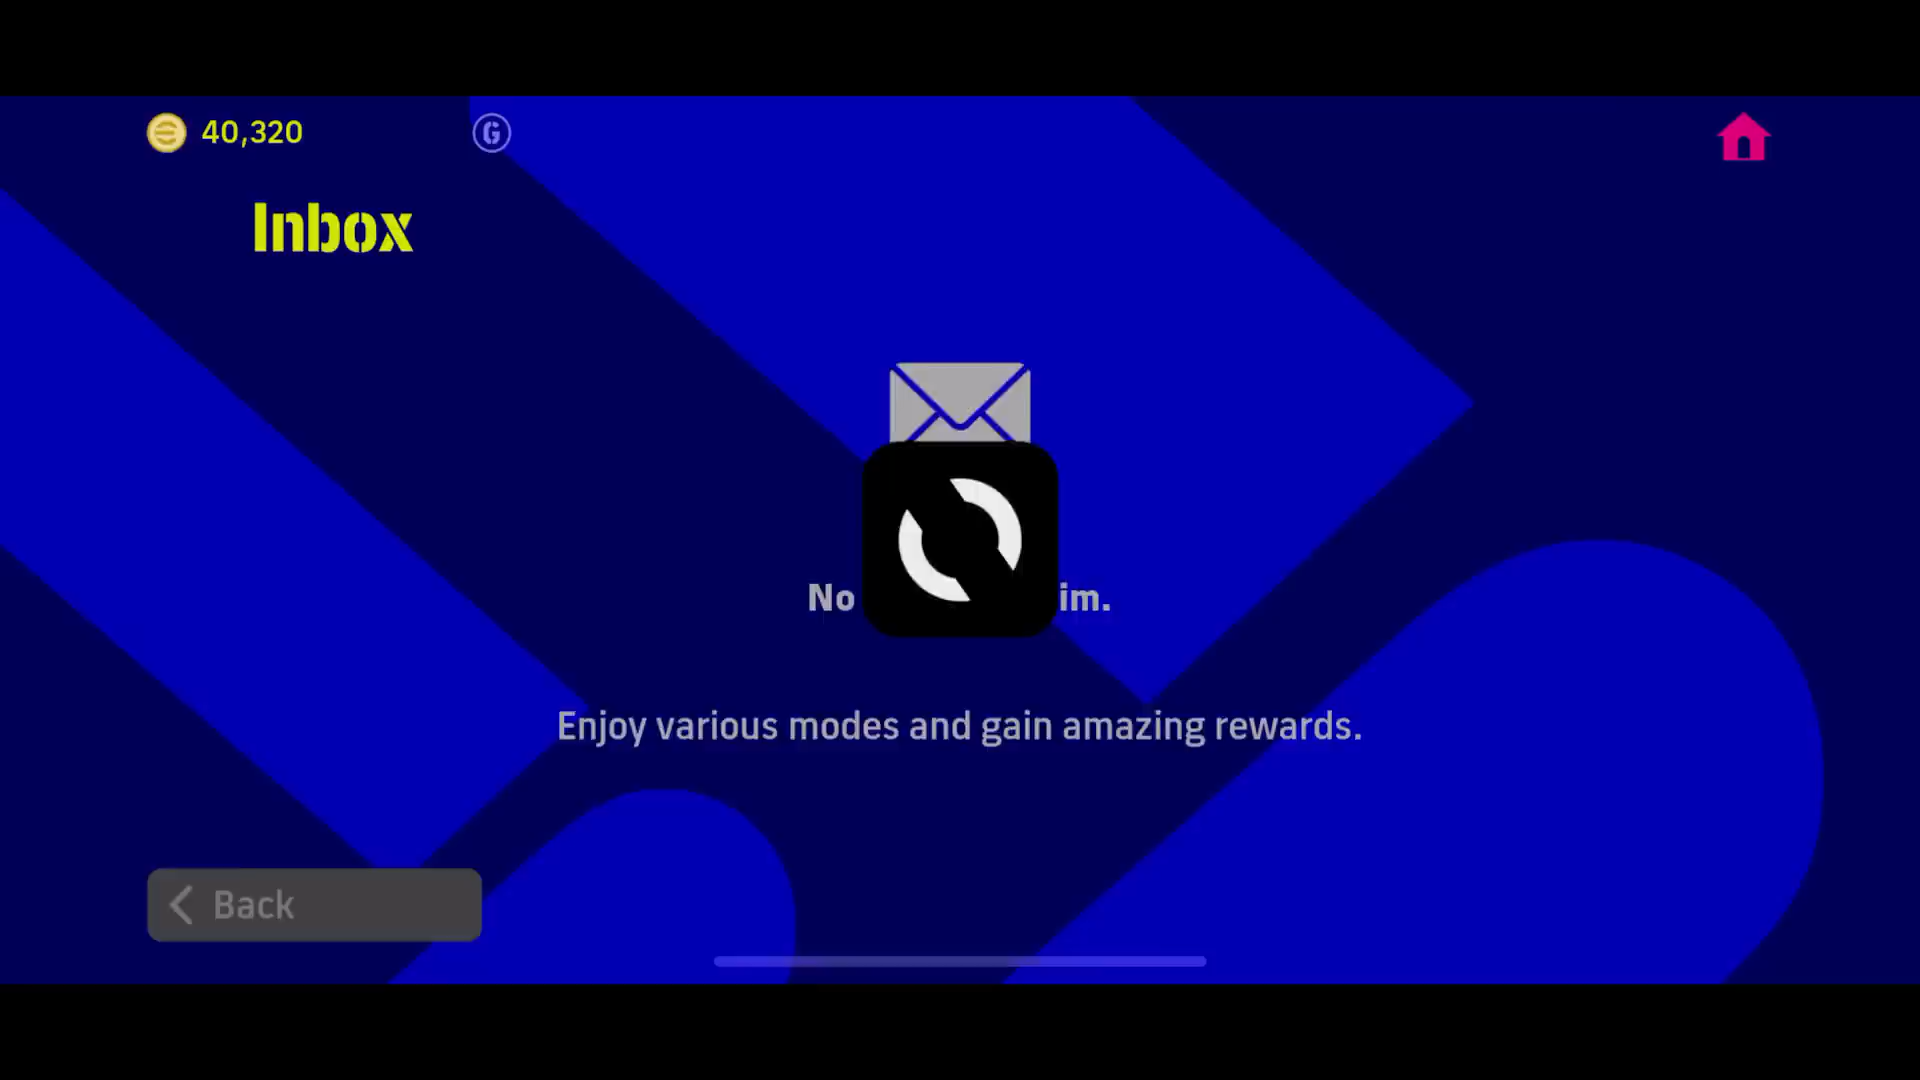 40,320
G
Inbox
No
im.
Enjoy various modes and gain amazing rewards.
Back